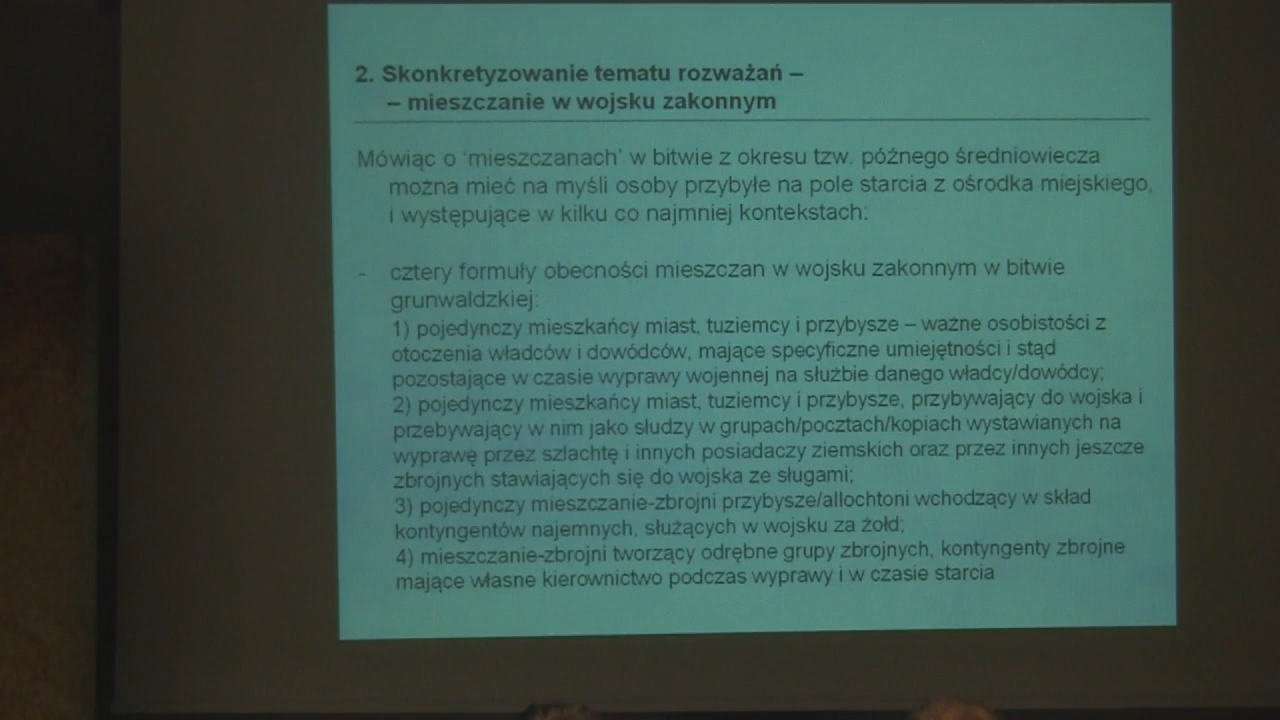 2. Skonkretyzowanie tematu rozważań –
– mieszczanie w wojsku zakonnym
Mówiąc o 'mieszczanach' w bitwie z okresu tzw. późnego średniowiecza
można mieć na myśli osoby przybyłe na pole starcia z ośrodka miejskiego,
i występujące w kilku co najmniej kontekstach:
- cztery formuły obecności mieszczan w wojsku zakonnym w bitwie
grunwaldzkiej:
1) pojedynczy mieszkańcy miast, tuziemcy i przybysze – ważne osobistości z
otoczenia władców i dowódców, mające specyficzne umiejętności i stąd
pozostające w czasie wyprawy wojennej na służbie danego władcy/dowódcy;
2) pojedynczy mieszkańcy miast, tuziemcy i przybysze, przybywający do wojska i
przebywający w nim jako słudzy w grupach/pocztach/kopiach wystawianych na
wyprawę przez szlachtę i innych posiadaczy ziemskich oraz przez innych jeszcze
zbrojnych stawiających się do wojska ze sługami;
3) pojedynczy mieszczanie-zbrojni przybysze/allochtoni wchodzący w skład
kontyngentów najemnych, służących w wojsku za żołd;
4) mieszczanie-zbrojni tworzący odrębne grupy zbrojnych, kontyngenty zbrojne
mające własne kierownictwo podczas wyprawy i w czasie starcia